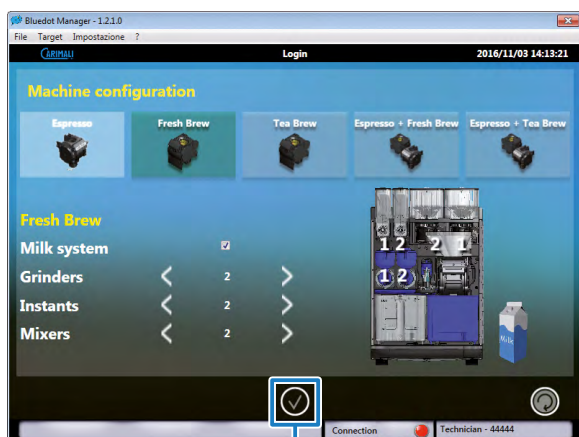 Bluedot Manager - 1.2.1.0
File Target Impostazione ?
CARIMALI Login 2016/11/03 14:13:21
Machine configuration
Espresso Fresh Brew Tea Brew Espresso + Fresh Brew Espresso + Tea Brew
Fresh Brew
Milk system
Grinders 2
Instants 2
Mixers 2
1 2 2 1
1 2
Milk
Connection Technician - 44444